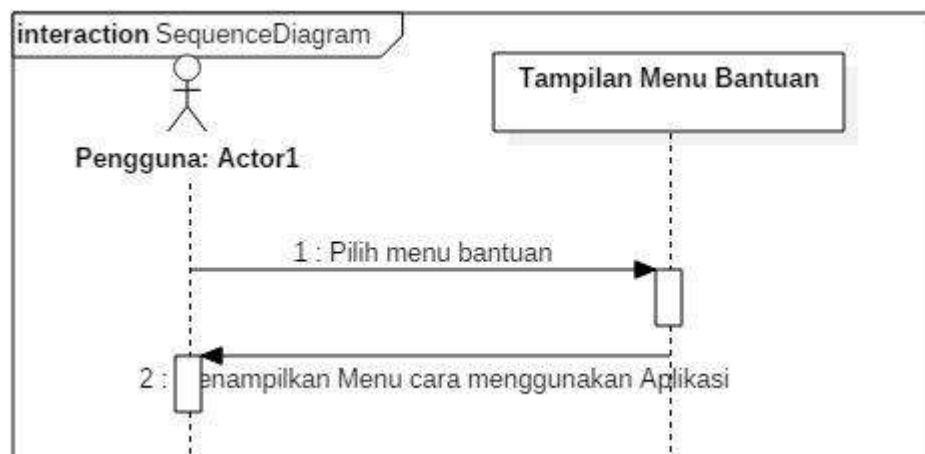 interaction SequenceDiagram
Tampilan Menu Bantuan
Pengguna: Actor1
1 : Pilih menu bantuan
2 : enampilkan Menu cara menggunakan Aplikasi